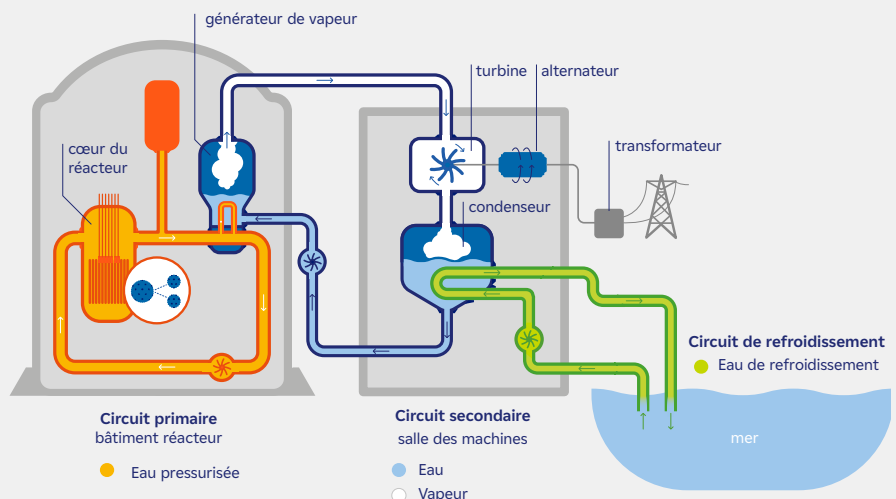 générateur de vapeur
turbine
alternateur
cœur du
réacteur
transformateur
condenseur
Circuit de refroidissement
Eau de refroidissement
Circuit primaire
bâtiment réacteur
Eau pressurisée
Circuit secondaire
salle des machines
Eau
Vapeur
mer